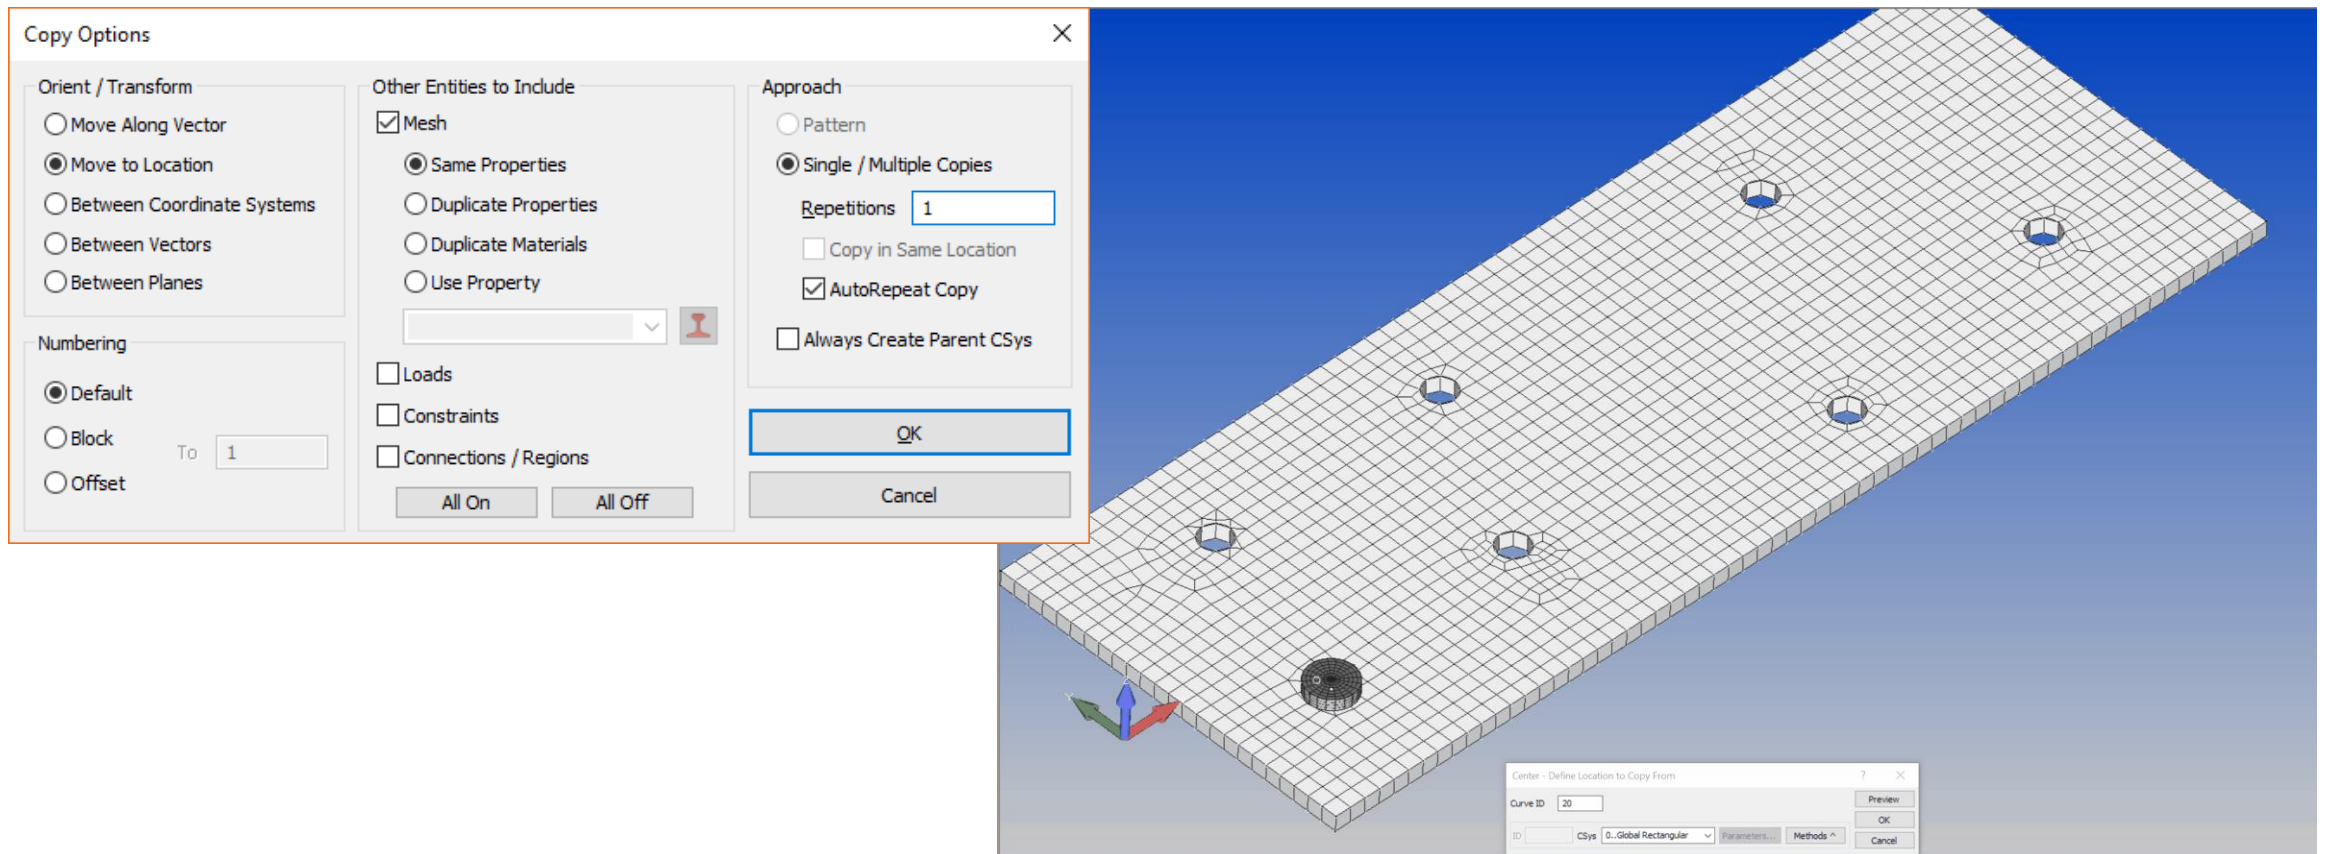 Copy Options
Orient / Transform
Move Along Vector
Move to Location
Between Coordinate Systems
Between Vectors
Between Planes
Numbering
Default
Block
To 1
Offset
Other Entities to Include
Mesh
Same Properties
Duplicate Properties
Duplicate Materials
Use Property
Loads
Constraints
Connections / Regions
All On All Off
Approach
Pattern
Single / Multiple Copies
Repetitions 1
Copy in Same Location
AutoRepeat Copy
Always Create Parent CSys
OK
Cancel
Center - Define Location to Copy From ?
Curve ID 20 Preview
OK
ID CSys 0..Global Rectangular Parameters... Methods ^ Cancel